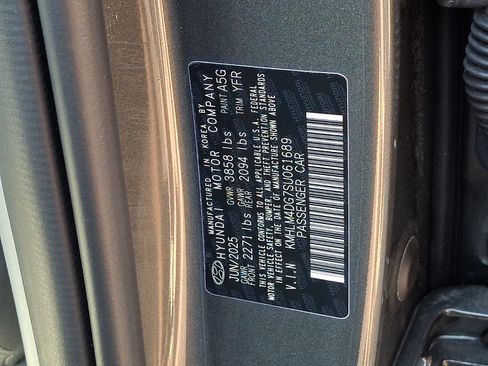 MANUFACTURED IN KOREA BY
HYUNDAI MOTOR COMPANY
JUN/2025 GVWR 3858 lbs PAINT A5G
GAWR FRONT 2271 lbs GAWR REAR 2094 lbs TRIM YFR
THIS VEHICLE CONFORMS TO ALL APPLICABLE U.S.A. FEDERAL
MOTOR VEHICLE SAFETY, BUMPER, AND THEFT PREVENTION STANDARDS
IN EFFECT ON THE DATE OF MANUFACTURE SHOWN ABOVE
V.I.N KMHLM4DG7SU061689
PASSENGER CAR